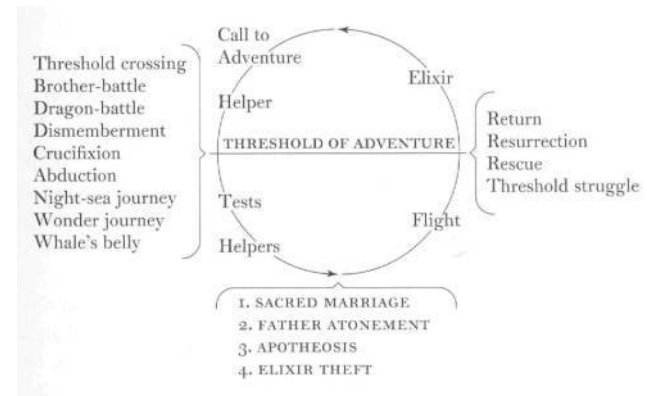 Call to
Adventure
Helper
Threshold crossing
Brother-battle
Dragon-battle
Dismemberment
Crucifixion
Abduction
Night-sea journey
Wonder journey
Whale's belly
THRESHOLD OF ADVENTURE
Elixir
Return
Resurrection
Rescue
Threshold struggle
Tests
Helpers
Flight
1. SACRED MARRIAGE
2. FATHER ATONEMENT
3. APOTHEOSIS
4. ELIXIR THEFT